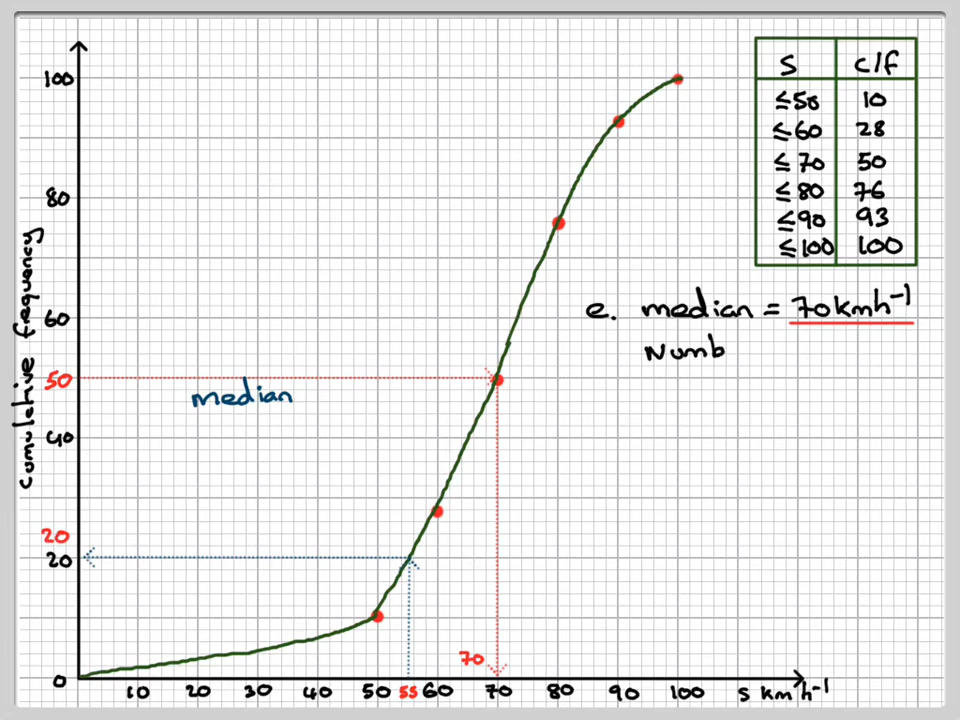 S c/f
≤50 10
≤60 28
≤70 50
≤80 76
≤90 93
≤100 100
e. median = 70kmh⁻¹
Numb
cumulative frequency
100
80
60
50
median
40
20
20
0
70
10 20 30 40 50 55 60 70 80 90 100 S km h⁻¹